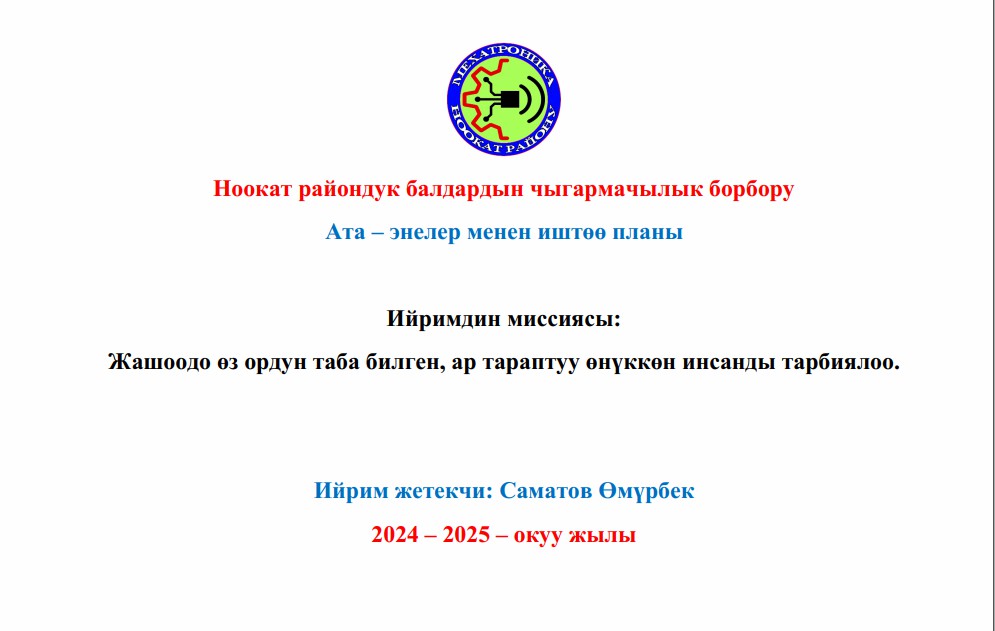 МЕХАТРОНИКА
НООКАТ РАЙОНУ
Ноокат райондук балдардын чыгармачылык борбору
Ата – энелер менен иштөө планы
Ийримдин миссиясы:
Жашоодо өз ордун таба билген, ар тараптуу өнүккөн инсанды тарбиялоо.
Ийрим жетекчи: Саматов Өмүрбек
2024 – 2025 – окуу жылы